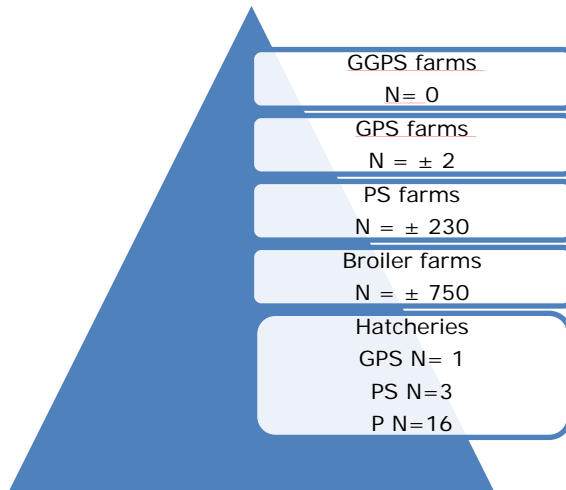 GGPS farms
N= 0
GPS farms
N = ± 2
PS farms
N = ± 230
Broiler farms
N = ± 750
Hatcheries
GPS N= 1
PS N=3
P N=16